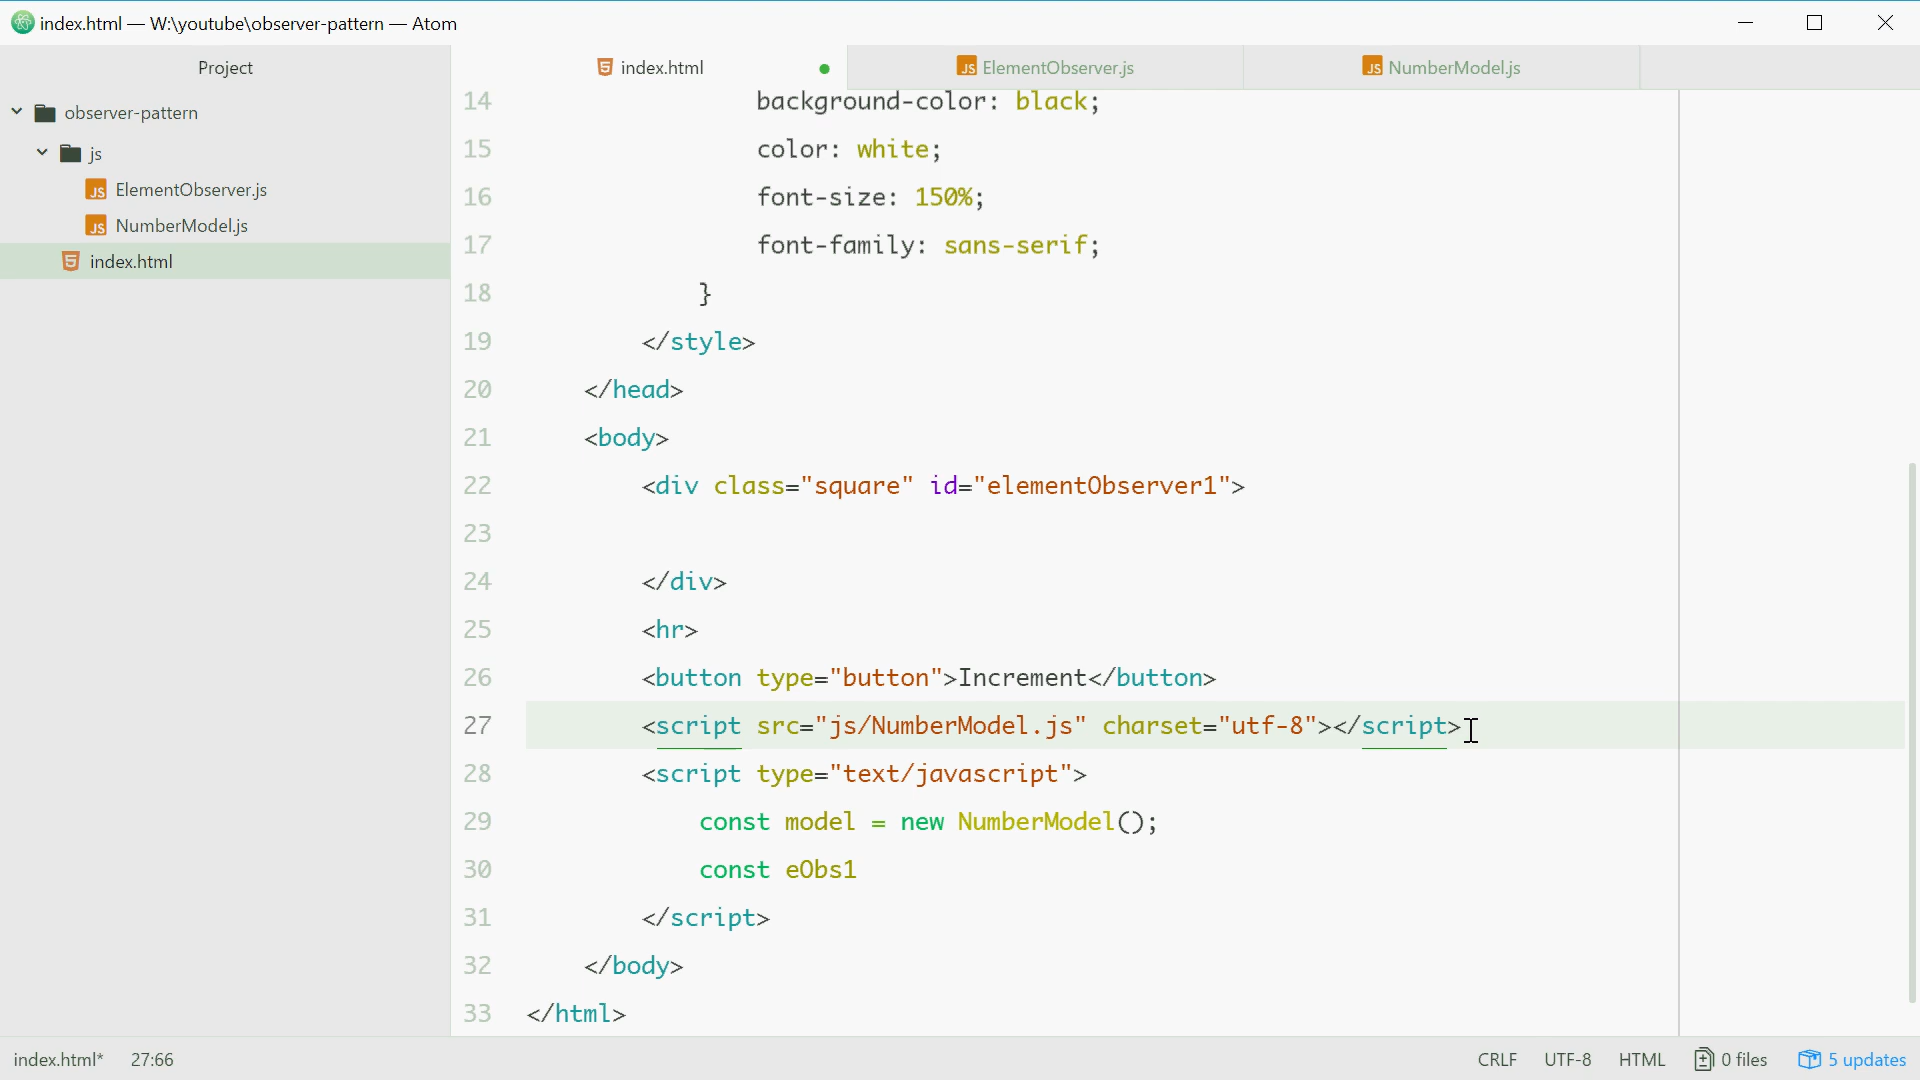 index.html — W:\youtube\observer-pattern — Atom
Project
index.html
JS ElementObserver.js
JS NumberModel.js
observer-pattern
js
JS ElementObserver.js
JS NumberModel.js
5 index.html
14 background-color: black;
15 color: white;
16 font-size: 150%;
17 font-family: sans-serif;
18 }
19 </style>
20 </head>
21 <body>
22 <div class="square" id="elementObserver1">
23
24 </div>
25 <hr>
26 <button type="button">Increment</button>
27 <script src="js/NumberModel.js" charset="utf-8"></script>
28 <script type="text/javascript">
29 const model = new NumberModel();
30 const eObs1
31 </script>
32 </body>
33 </html>
index.html* 27:66 CRLF UTF-8 HTML 0 files 5 updates